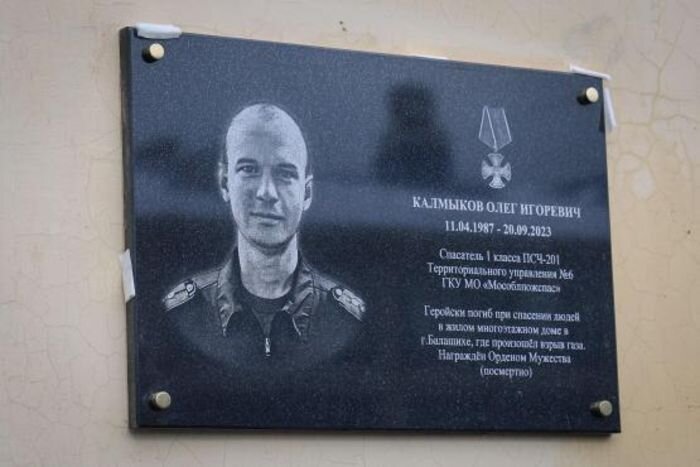 КАЛМЫКОВ ОЛЕГ ИГОРЕВИЧ
11.04.1987 - 20.09.2023
Спасатель 1 класса ПСЧ-201
Территориального управления №6
ГКУ МО «Мособлпожспас»
Геройски погиб при спасении людей
в жилом многоэтажном доме в
г.Балашихе, где произошёл взрыв газа.
Награждён Орденом Мужества
(посмертно)